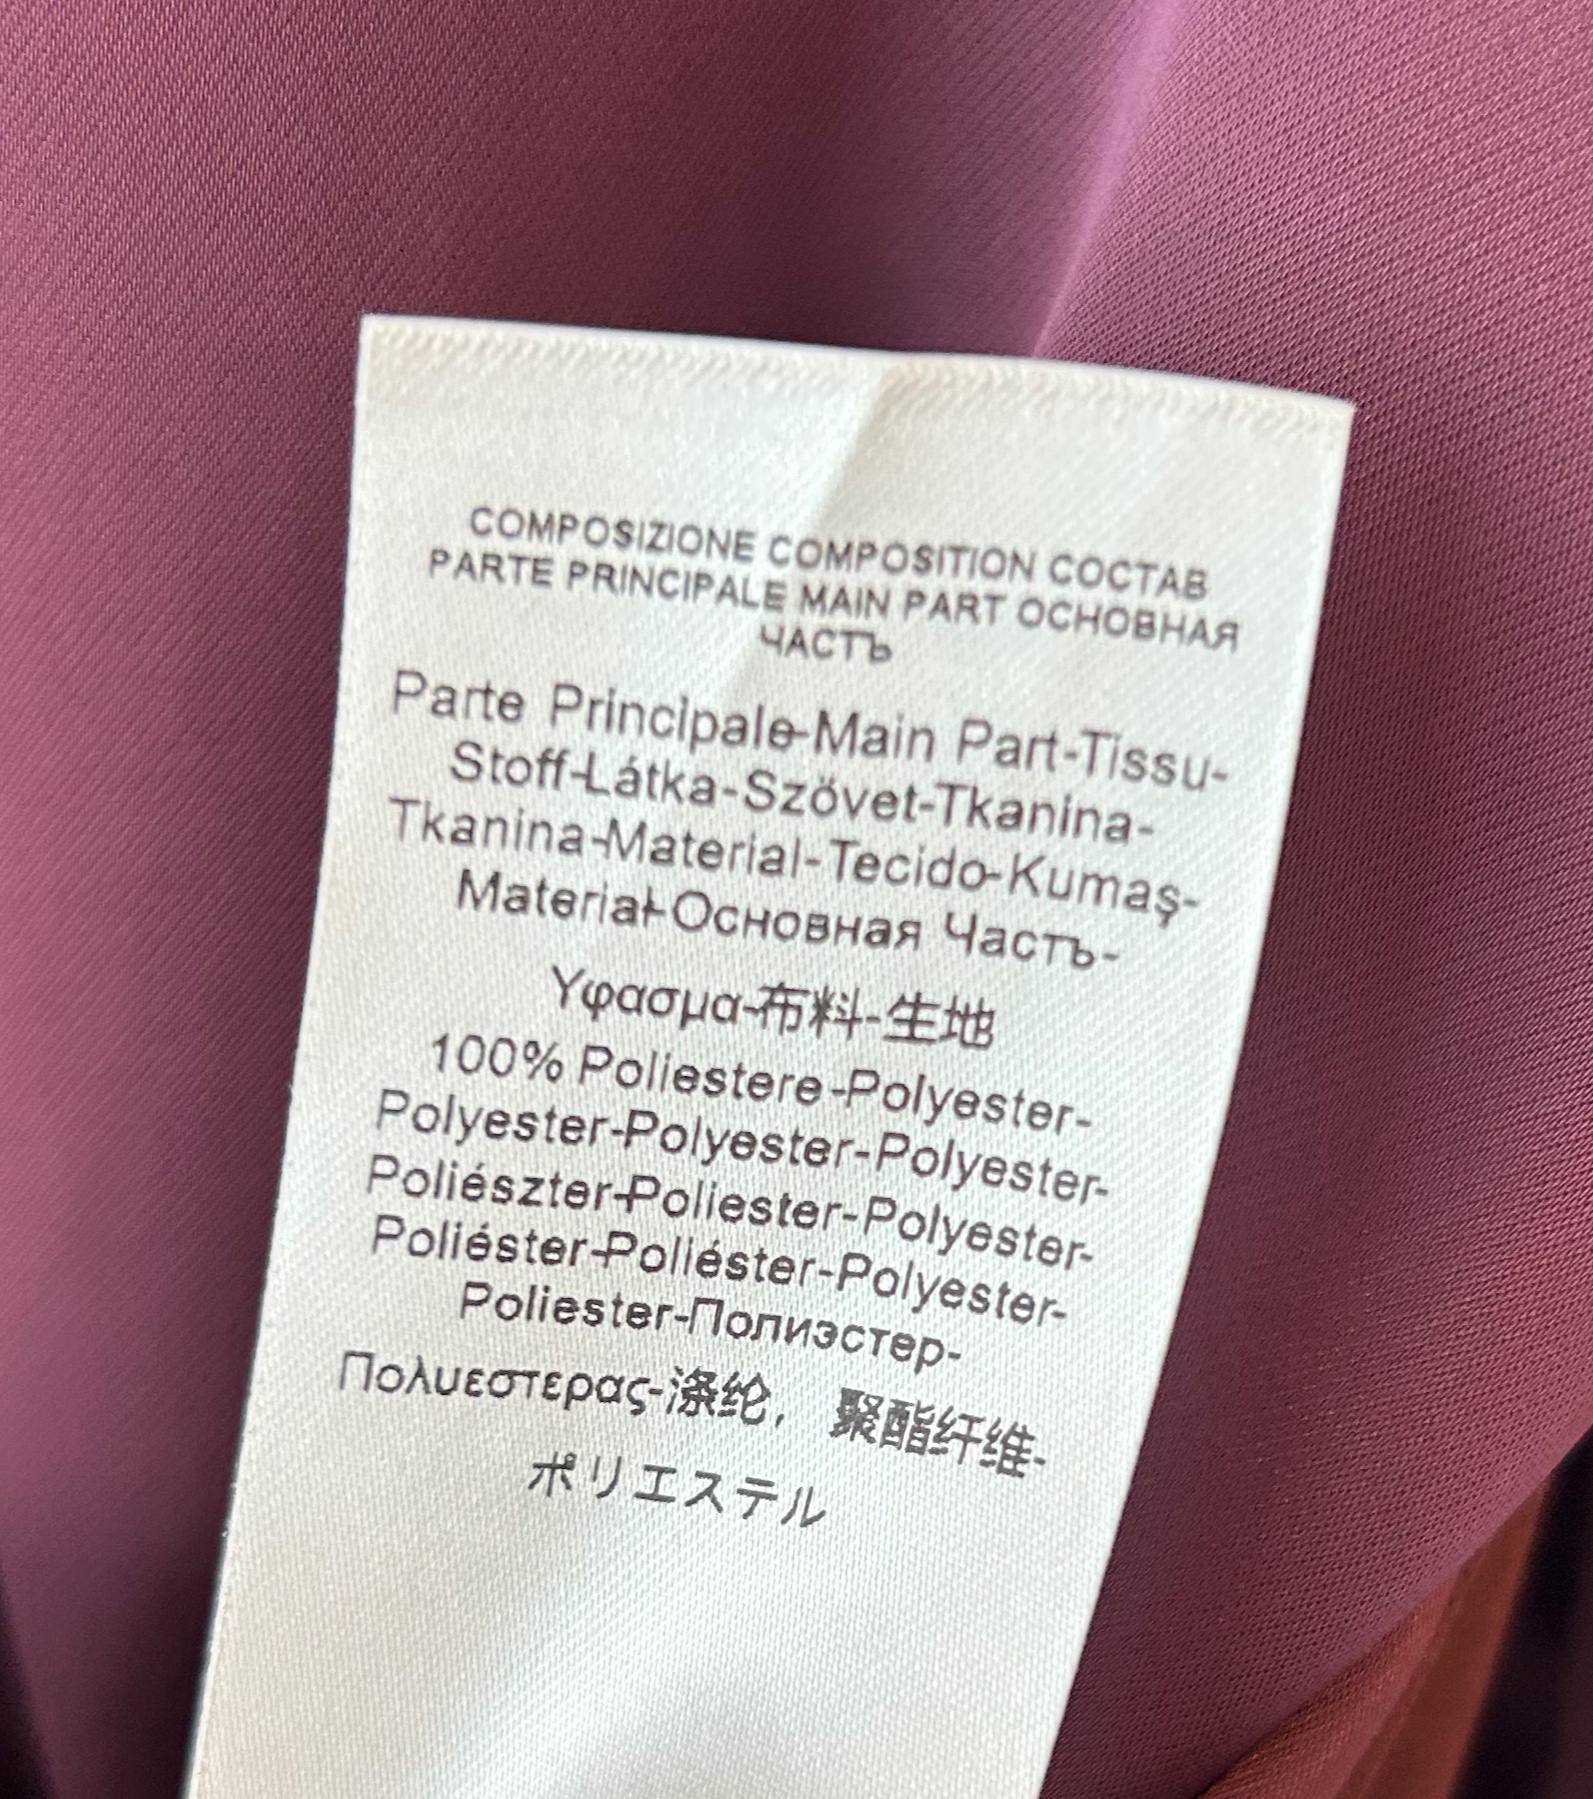 COMPOSIZIONE COMPOSITION COCTAB
PARTE PRINCIPALE MAIN PART ОСНОВНАЯ
ЧАСТЪ
Parte Principale-Main Part-Tissu-
Stoff-Látka-Szövet-Tkanina-
Tkanina-Material-Tecido-Kumaş-
Material-Основная Частъ-
Υφασμα-布料-生地
100% Poliestere-Polyester-
Polyester-Polyester-Polyester-
Poliészter-Poliester-Polyester-
Poliéster-Poliéster-Polyester-
Poliester-Полиэстер-
Πολυεστερας-涤纶, 聚酯纤维-
ポリエステル